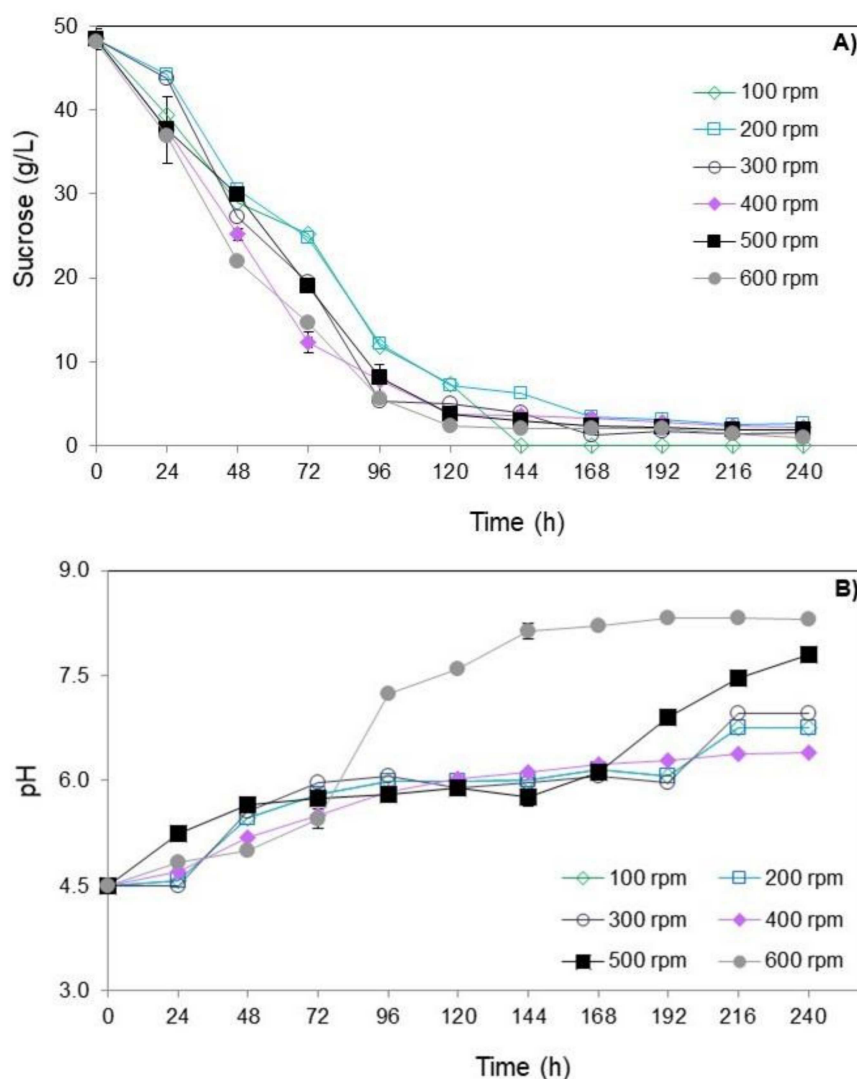 A)
50
40
30
20
10
0
Sucrose (g/L)
100 rpm
200 rpm
300 rpm
400 rpm
500 rpm
600 rpm
0 24 48 72 96 120 144 168 192 216 240
Time (h)
B)
9.0
7.5
6.0
4.5
3.0
pH
100 rpm 200 rpm
300 rpm 400 rpm
500 rpm 600 rpm
0 24 48 72 96 120 144 168 192 216 240
Time (h)